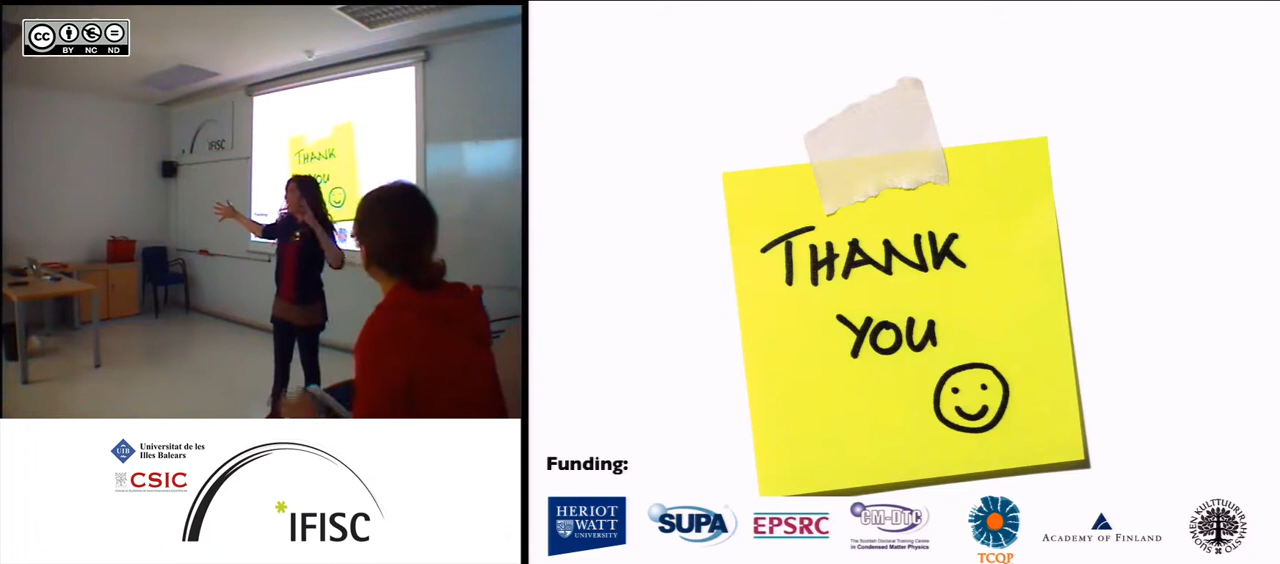 cc
BY NC ND
IFISC
THANK
YOU
Universitat de les
Illes Balears
UIB
CSIC
IFISC
THANK
YOU
Funding:
HERIOT
WATT
UNIVERSITY
SUPA
EPSRC
CM-DTC
The Scottish Doctoral Training Centre
in Condensed Matter Physics
TCQP
ACADEMY OF FINLAND
SUOMEN KULTTUURIRAHASTO